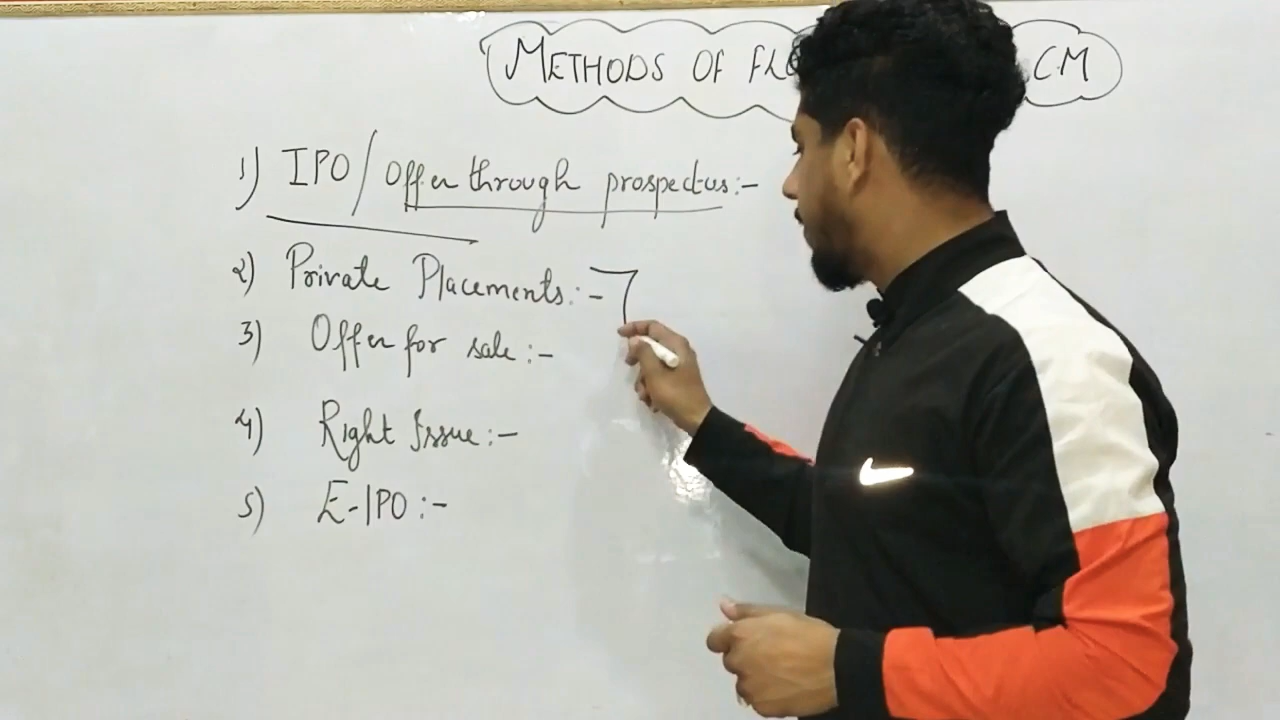 METHODS OF CM
1) IPO/Offer through prospectus:-
2) Private Placements:-
3) Offer for sale:-
4) Right Issue:-
5) E-IPO:-